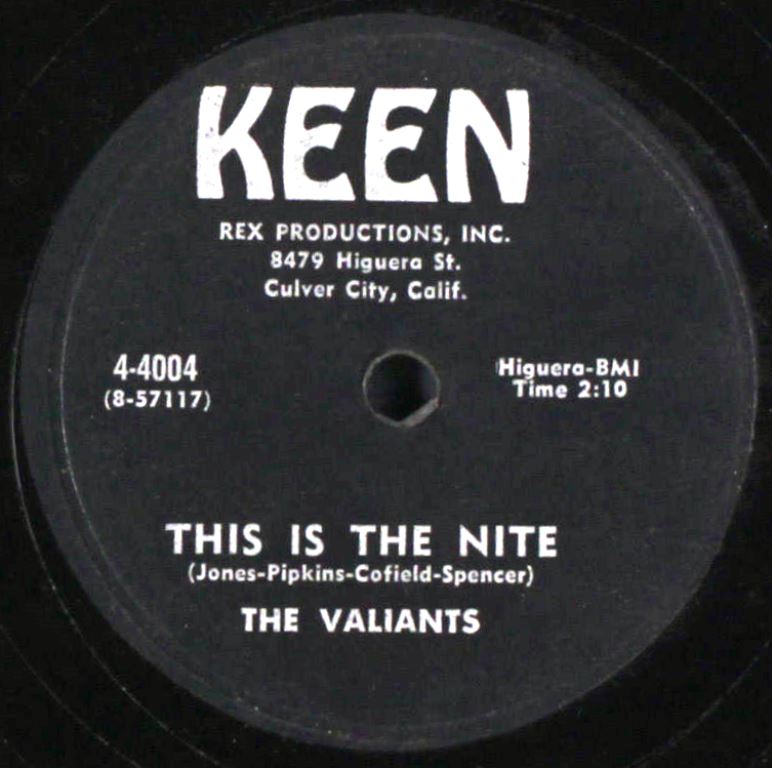 KEEN
REX PRODUCTIONS, INC.
8479 Higuera St.
Culver City, Calif.
4-4004
(8-57117)
Higuera-BMI
Time 2:10
THIS IS THE NITE
(Jones-Pipkins-Cofield-Spencer)
THE VALIANTS